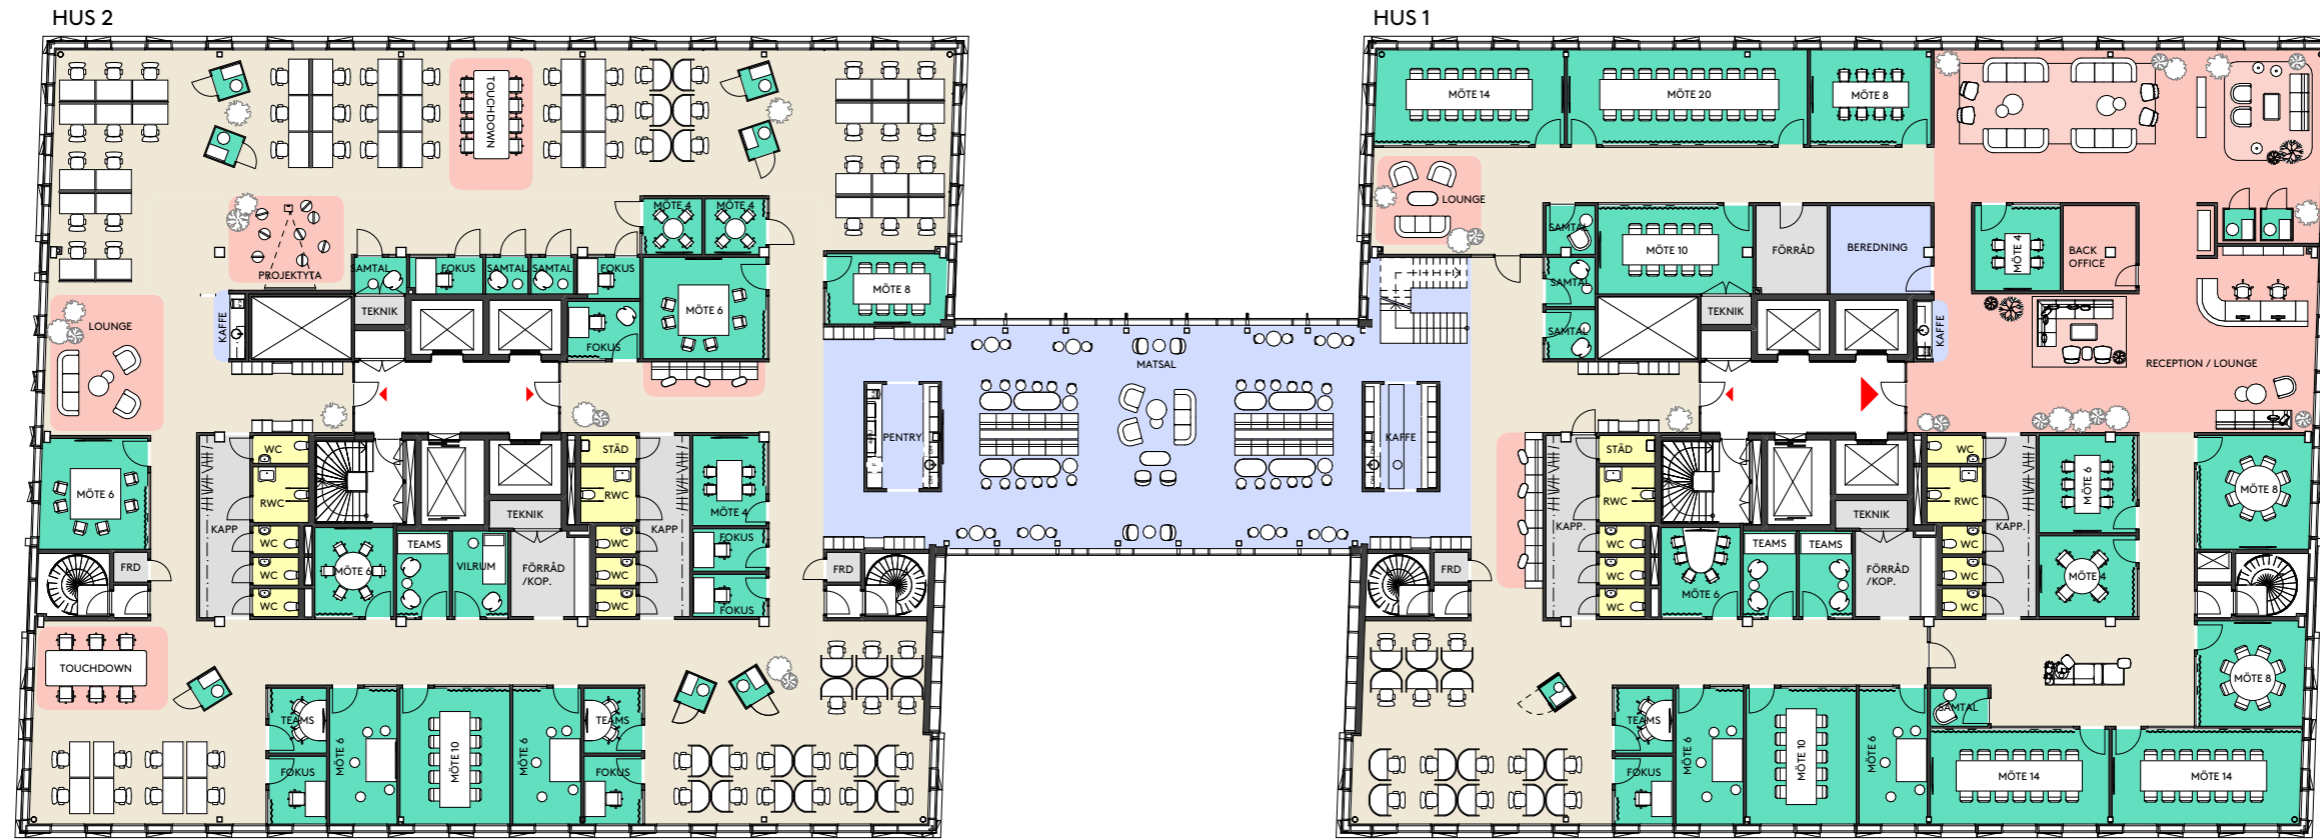 HUS 2
HUS 1
TOUCHDOWN
MÖTE 14
MÖTE 20
MÖTE 8
MÖTE 4
MÖTE 4
LOUNGE
SAMTAL
MÖTE 10
FÖRRÅD
BEREDNING
MÖTE 4
BACK
OFFICE
PROJEKTYTA
SAMTAL
FOKUS
SAMTAL
SAMTAL
FOKUS
MÖTE 8
SAMTAL
LOUNGE
KAFFE
TEKNIK
FOKUS
MÖTE 6
SAMTAL
TEKNIK
KAFFE
MATSAL
RECEPTION / LOUNGE
PENTRY
KAFFE
WC
STÄD
STÄD
WC
MÖTE 6
RWC
RWC
MÖTE 4
RWC
RWC
MÖTE 6
MÖTE 8
KAPP
TEKNIK
KAPP
KAPP.
TEKNIK
KAPP.
WC
TEAMS
WC
FOKUS
WC
TEAMS
TEAMS
WC
FRD
WC
MÖTE 6
VILRUM
FÖRRÅD
/KOP.
WC
FRD
FRD
WC
FÖRRÅD
/KOP.
WC
MÖTE 4
WC
WC
FOKUS
WC
MÖTE 6
WC
TOUCHDOWN
MÖTE 8
TEAMS
TEAMS
TEAMS
SAMTAL
MÖTE 6
MÖTE 10
MÖTE 6
MÖTE 6
MÖTE 10
MÖTE 6
FOKUS
FOKUS
FOKUS
MÖTE 14
MÖTE 14